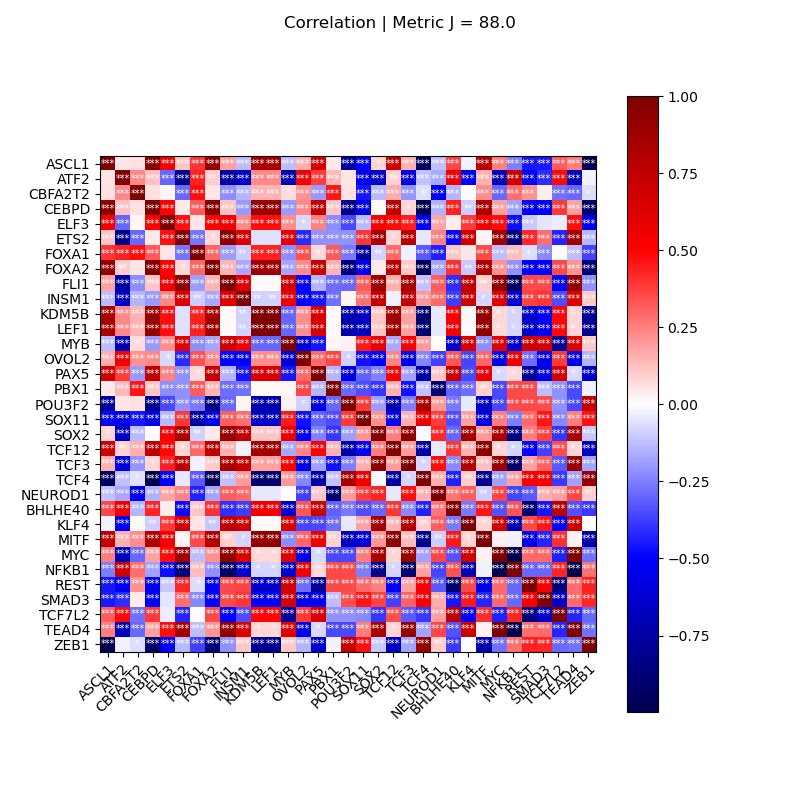 Correlation | Metric J = 88.0
ASCL1
ATF2
CBFA2T2
CEBPD
ELF3
ETS2
FOXA1
FOXA2
FLI1
INSM1
KDM5B
LEF1
MYB
OVOL2
PAX5
PBX1
POU3F2
SOX11
SOX2
TCF12
TCF3
TCF4
NEUROD1
BHLHE40
KLF4
MITF
MYC
NFKB1
REST
SMAD3
TCF7L2
TEAD4
ZEB1
ASCL1
ATF2
CBFA2T2
CEBPD
ELF3
ETS2
FOXA1
FOXA2
FLI1
INSM1
KDM5B
LEF1
MYB
OVOL2
PAX5
PBX1
POU3F2
SOX11
SOX2
TCF12
TCF3
TCF4
NEUROD1
BHLHE40
KLF4
MITF
MYC
NFKB1
REST
SMAD3
TCF7L2
TEAD4
ZEB1
1.00
0.75
0.50
0.25
0.00
−0.25
−0.50
−0.75